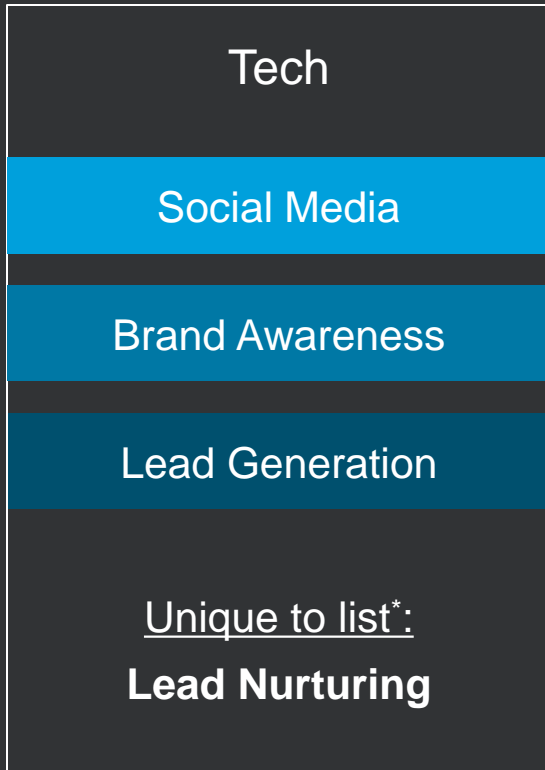 Tech
Social Media
Brand Awareness
Lead Generation
Unique to list*:
Lead Nurturing